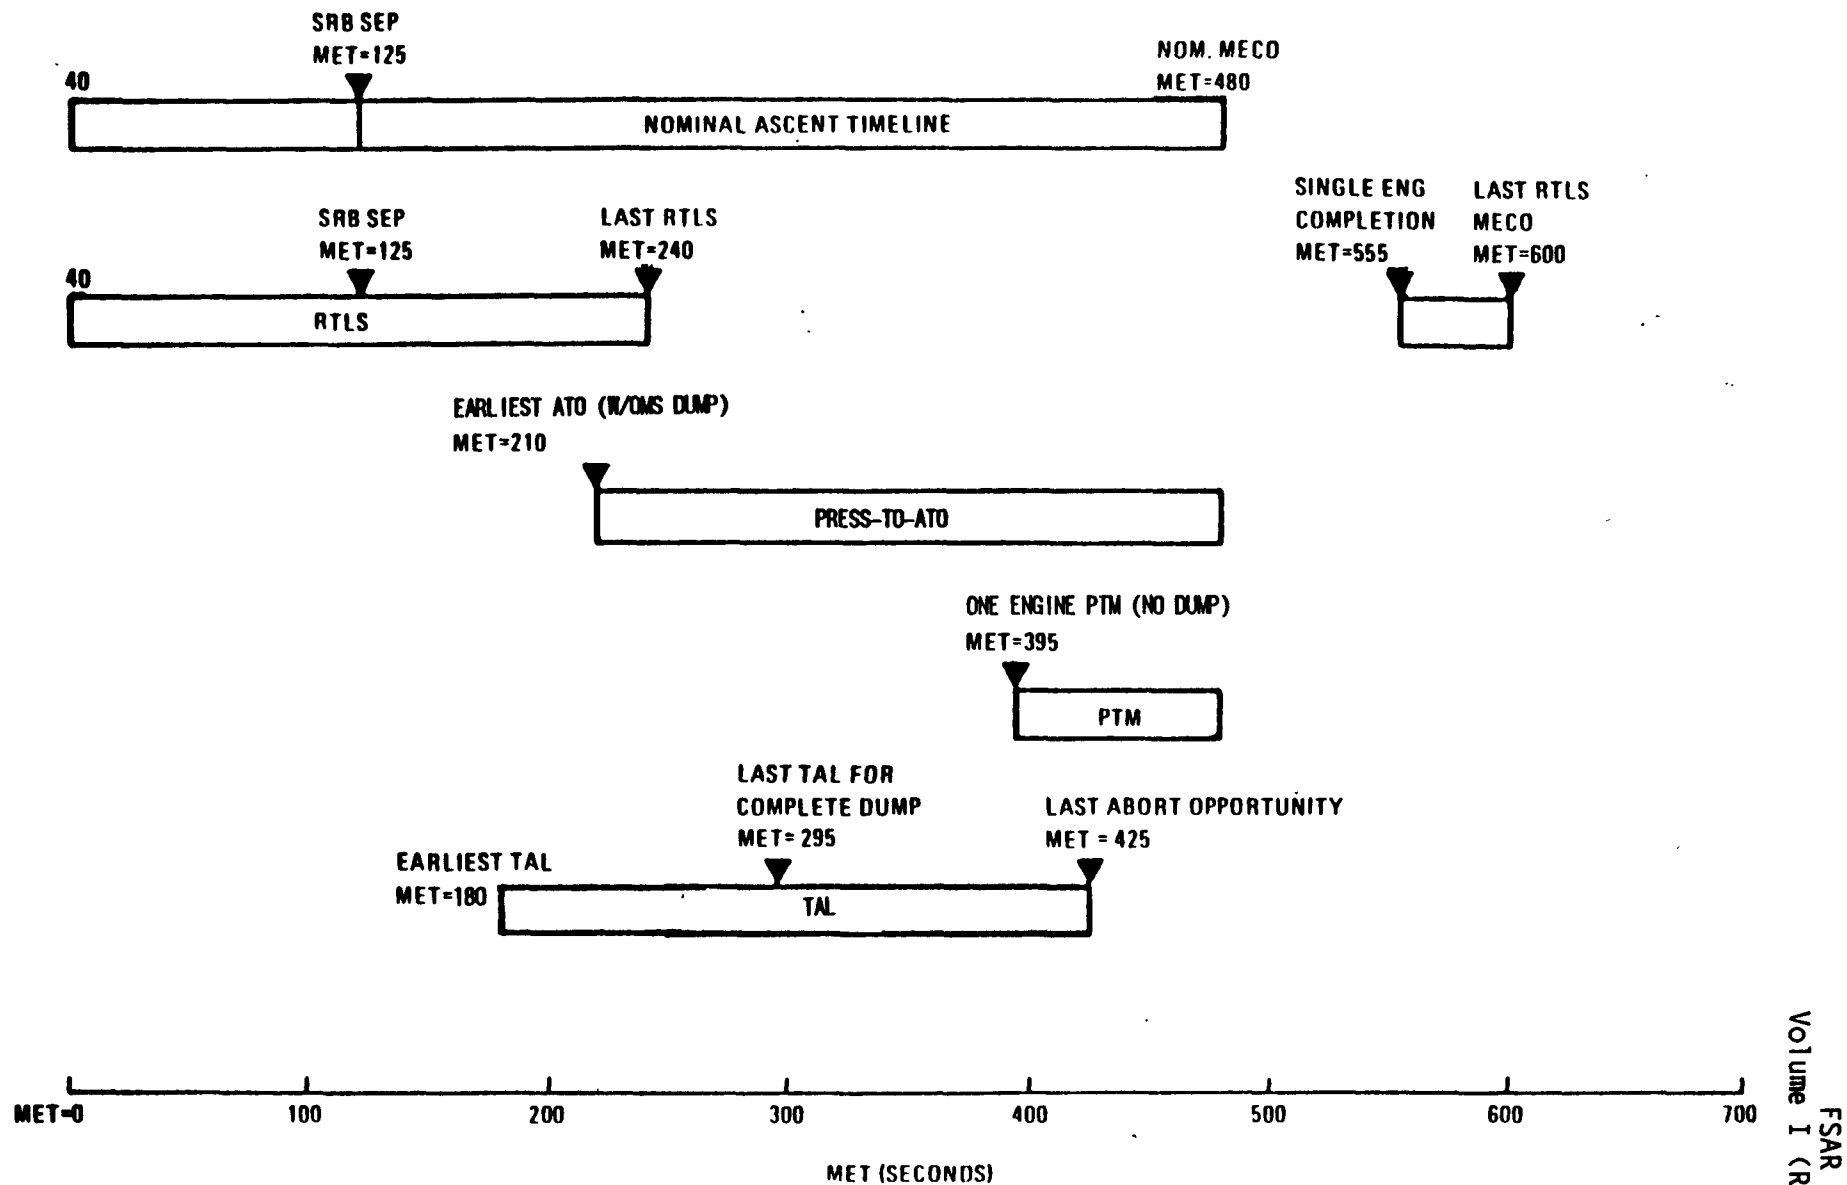 SRB SEP
MET=125
NOM. MECO
MET=480
40
NOMINAL ASCENT TIMELINE
SRB SEP
MET=125
LAST RTLS
MET=240
SINGLE ENG
COMPLETION
MET=555
LAST RTLS
MECO
MET=600
40
RTLS
EARLIEST ATO (W/OMS DUMP)
MET=210
PRESS-TO-ATO
ONE ENGINE PTM (NO DUMP)
MET=395
PTM
LAST TAL FOR
COMPLETE DUMP
MET=295
LAST ABORT OPPORTUNITY
MET = 425
EARLIEST TAL
MET=180
TAL
MET=0 100 200 300 400 500 600 700
MET (SECONDS)
FSAR
Volume I (R